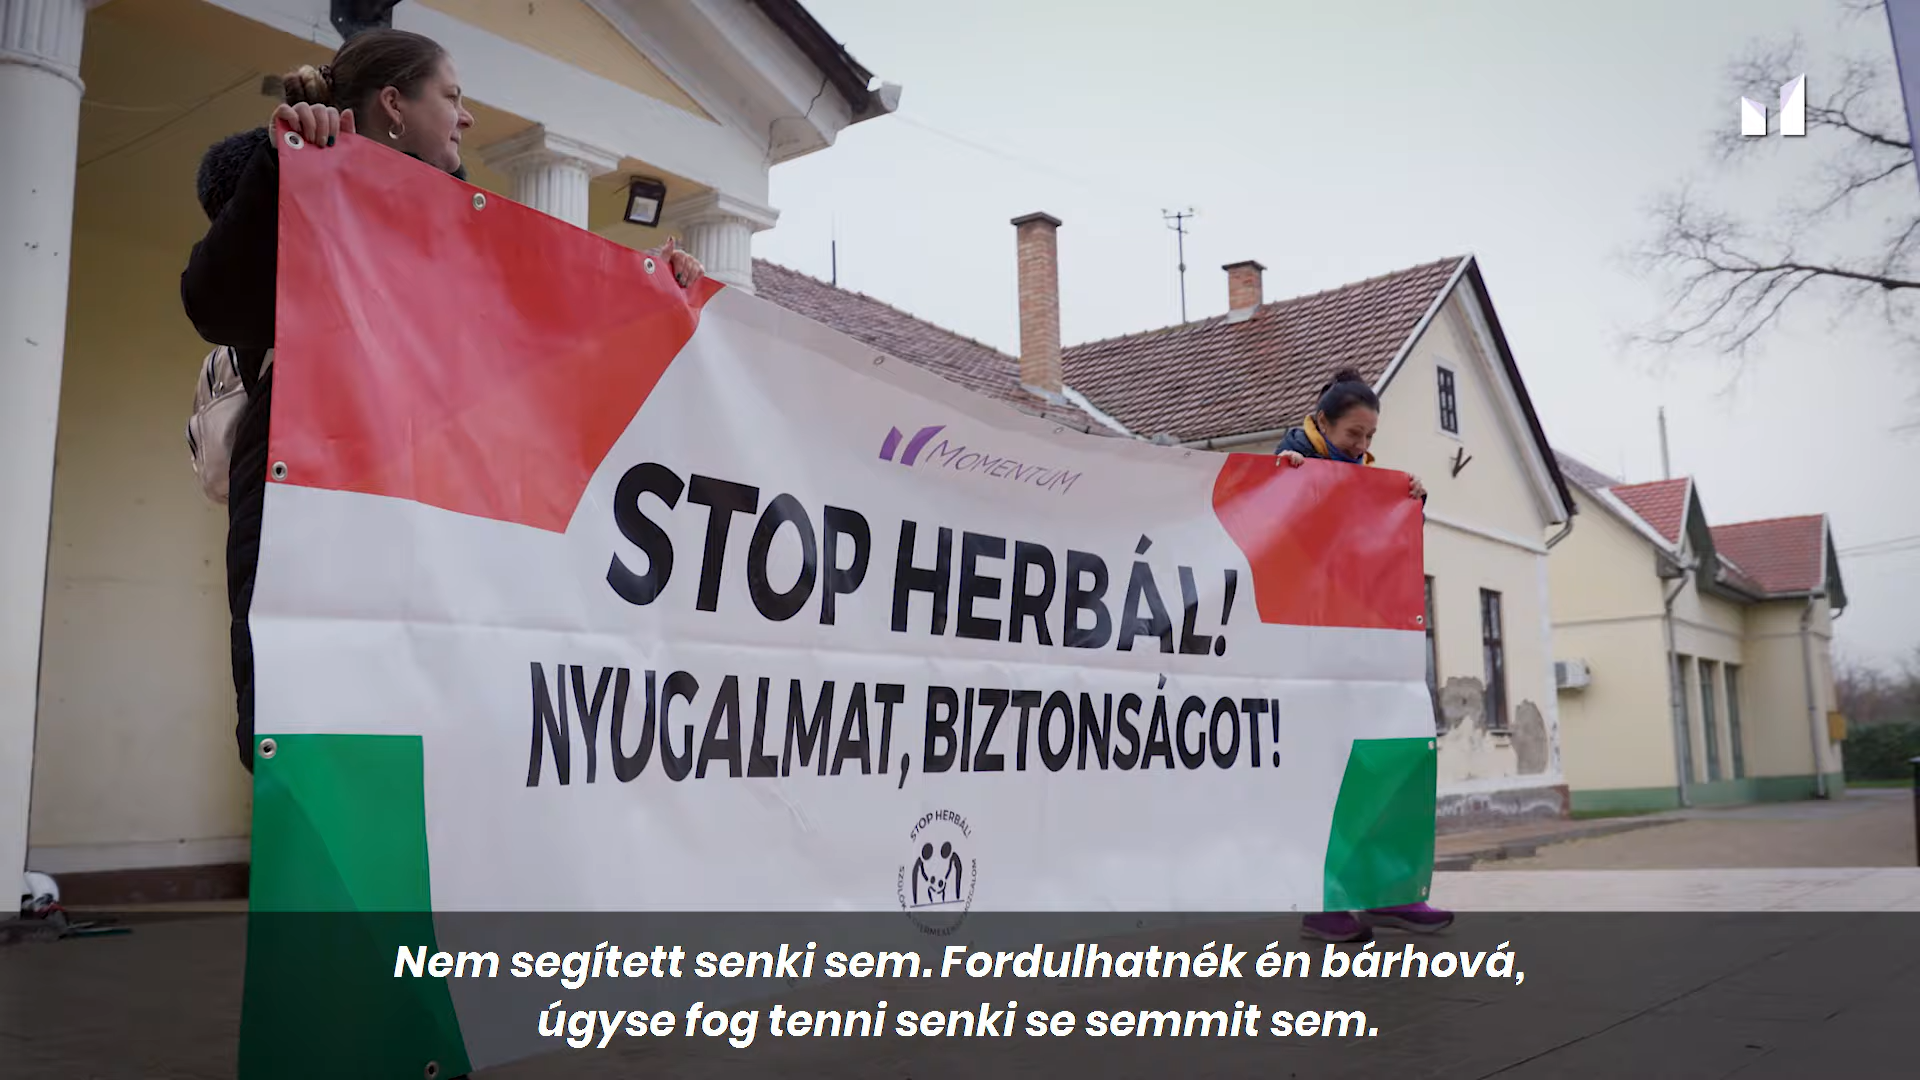 MOMENTUM
STOP HERBÁL!
NYUGALMAT, BIZTONSÁGOT!
STOP HERBÁL!
Nem segített senki sem. Fordulhatnék én bárhová,
úgyse fog tenni senki se semmit sem.